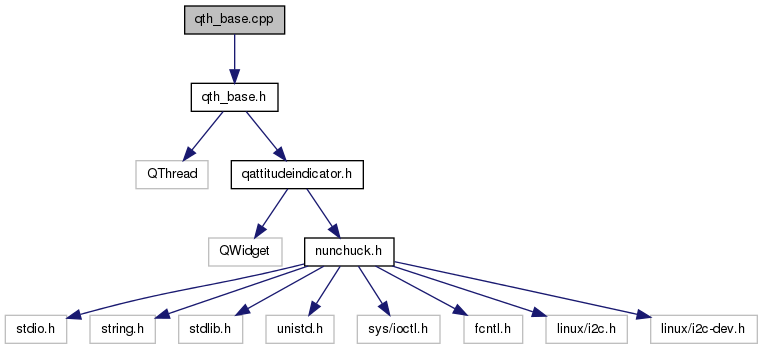 qth_base.cpp
qth_base.h
QThread
qattitudeindicator.h
QWidget
nunchuck.h
stdio.h
string.h
stdlib.h
unistd.h
sys/ioctl.h
fcntl.h
linux/i2c.h
linux/i2c-dev.h